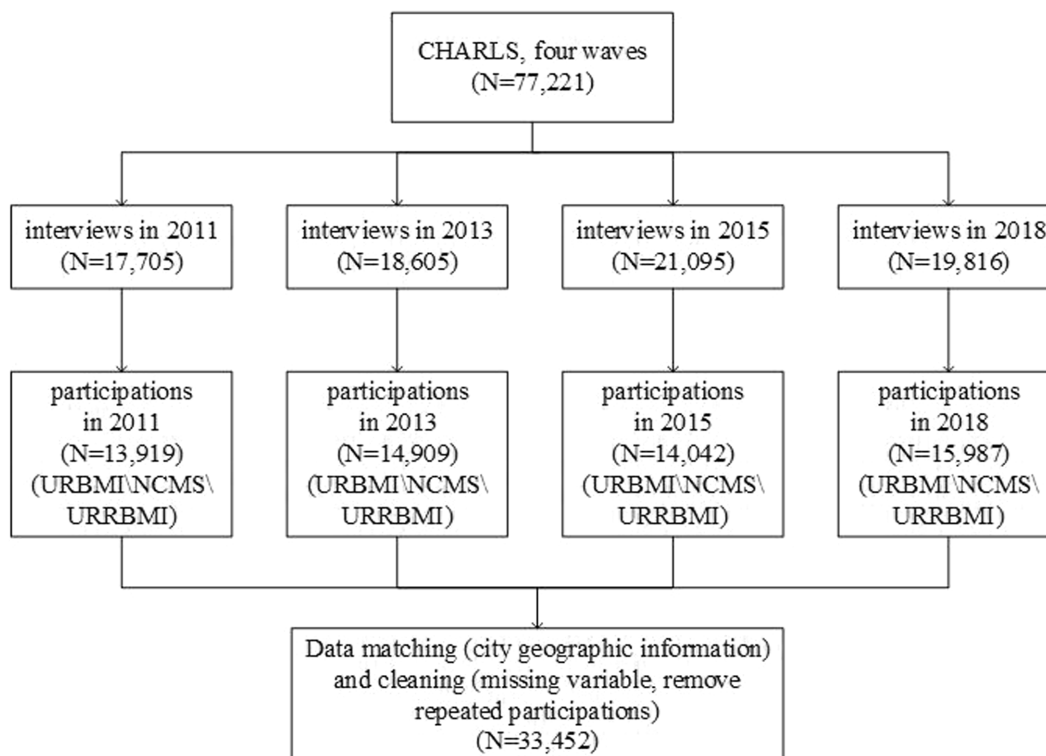 CHARLS, four waves
(N=77,221)
interviews in 2011
(N=17,705)
interviews in 2013
(N=18,605)
interviews in 2015
(N=21,095)
interviews in 2018
(N=19,816)
participations
in 2011
(N=13,919)
(URBMI\NCMS\
URRBMI)
participations
in 2013
(N=14,909)
(URBMI\NCMS\
URRBMI)
participations
in 2015
(N=14,042)
(URBMI\NCMS\
URRBMI)
participations
in 2018
(N=15,987)
(URBMI\NCMS\
URRBMI)
Data matching (city geographic information)
and cleaning (missing variable, remove
repeated participations)
(N=33,452)